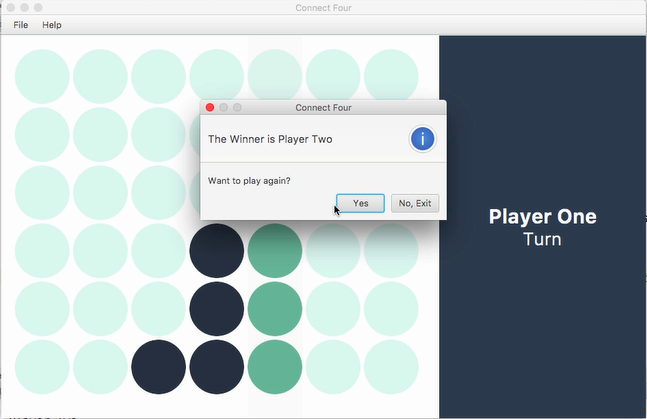 Connect Four
File Help
Connect Four
The Winner is Player Two
i
Want to play again?
Yes No, Exit
Player One
Turn